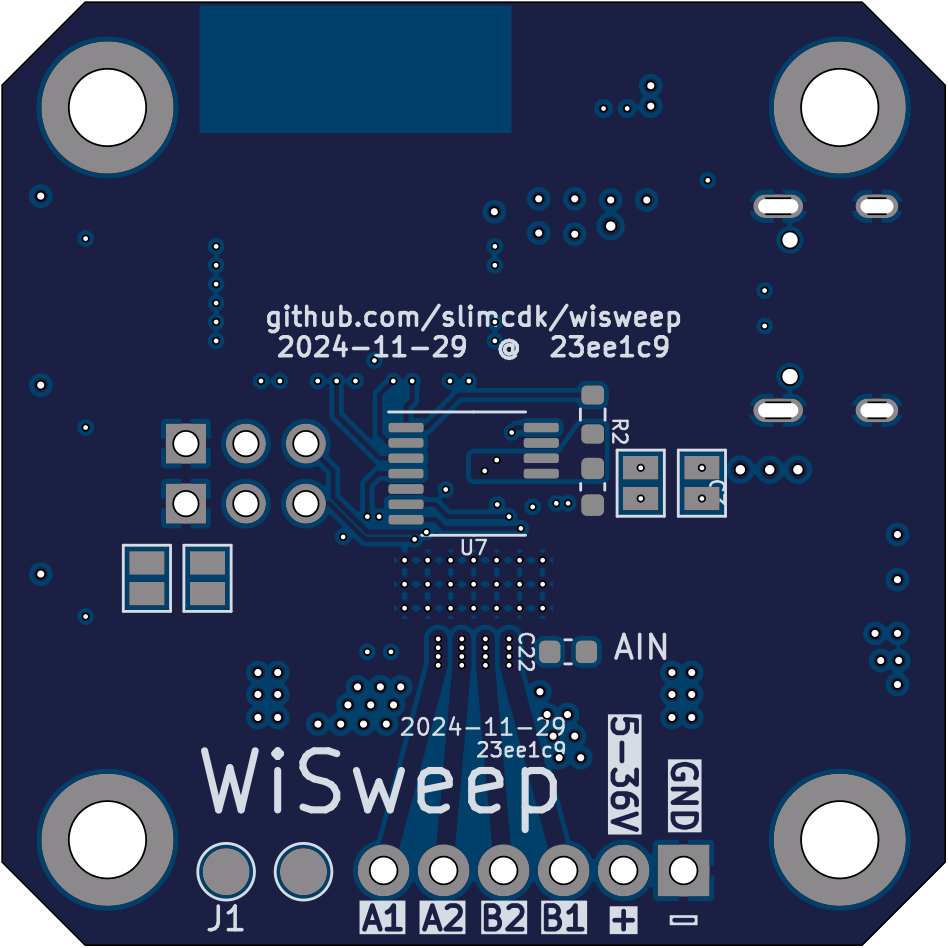 github.com/slimcdk/wisweep
2024-11-29 @ 23ee1c9
R2
U7
C22
AIN
2024-11-29
23ee1c9
WiSweep
5-36V
GND
J1
A1 A2 B2 B1 + -